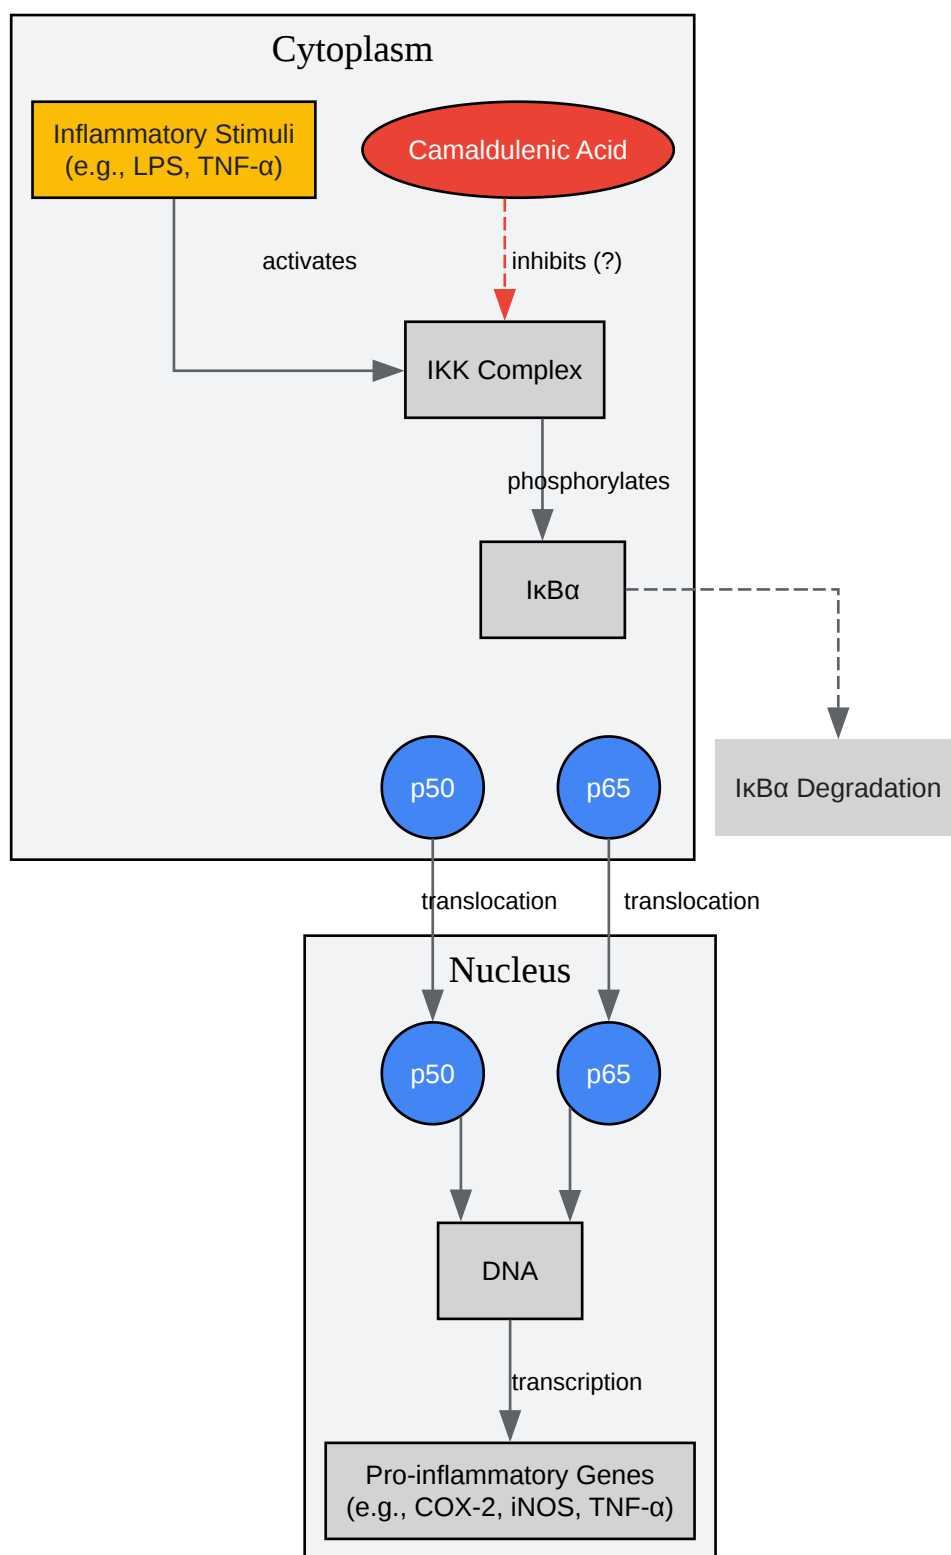 Cytoplasm
Inflammatory Stimuli
(e.g., LPS, TNF-α)
Camaldulenic Acid
activates
inhibits (?)
IKK Complex
phosphorylates
IκBα
p50
p65
IκBα Degradation
translocation
translocation
Nucleus
p50
p65
DNA
transcription
Pro-inflammatory Genes
(e.g., COX-2, iNOS, TNF-α)